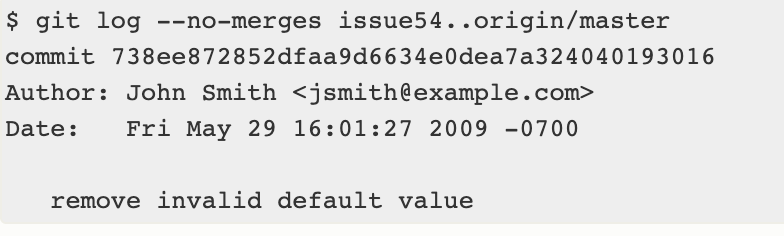 $ git log --no-merges issue54..origin/master
commit 738ee872852dfaa9d6634e0dea7a324040193016
Author: John Smith <jsmith@example.com>
Date:   Fri May 29 16:01:27 2009 -0700

   remove invalid default value